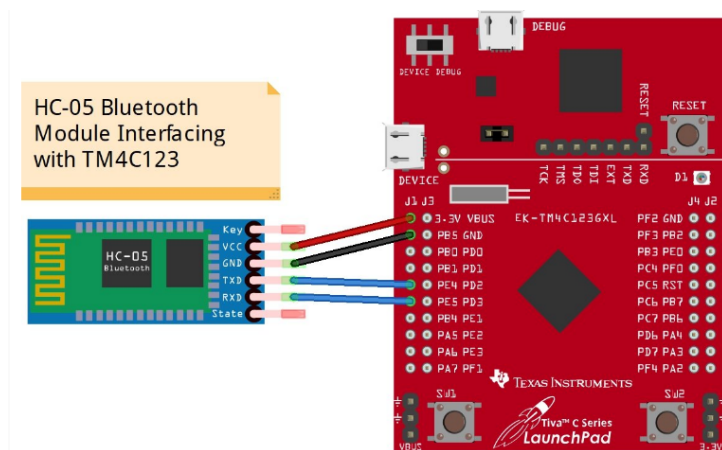 DEBUG
DEVICE DEBUG
HC-05 Bluetooth
Module Interfacing
with TM4C123
RESET
RESET
DEVICE
TCK
TMS
TDO
TDI
EXT
TXD
RXD
D1
J1 J3
J4 J2
3.3V VBUS
EK-TM4C123GXL
PF2 GND
PB5 GND
PF3 PB2
PB0 PD0
PB3 PE0
PB1 PD1
PC4 PF0
PE4 PD2
PC5 RST
PE5 PD3
PC6 PB7
PB4 PE1
PC7 PB6
PA5 PE2
PD6 PA4
PA6 PE3
PD7 PA3
PA7 PF1
PF4 PA2
Key
VCC
GND
TXD
RXD
State
HC-05
Bluetooth
TEXAS INSTRUMENTS
SW1
SW2
Tiva™ C Series
LaunchPad
VBUS
3.3V